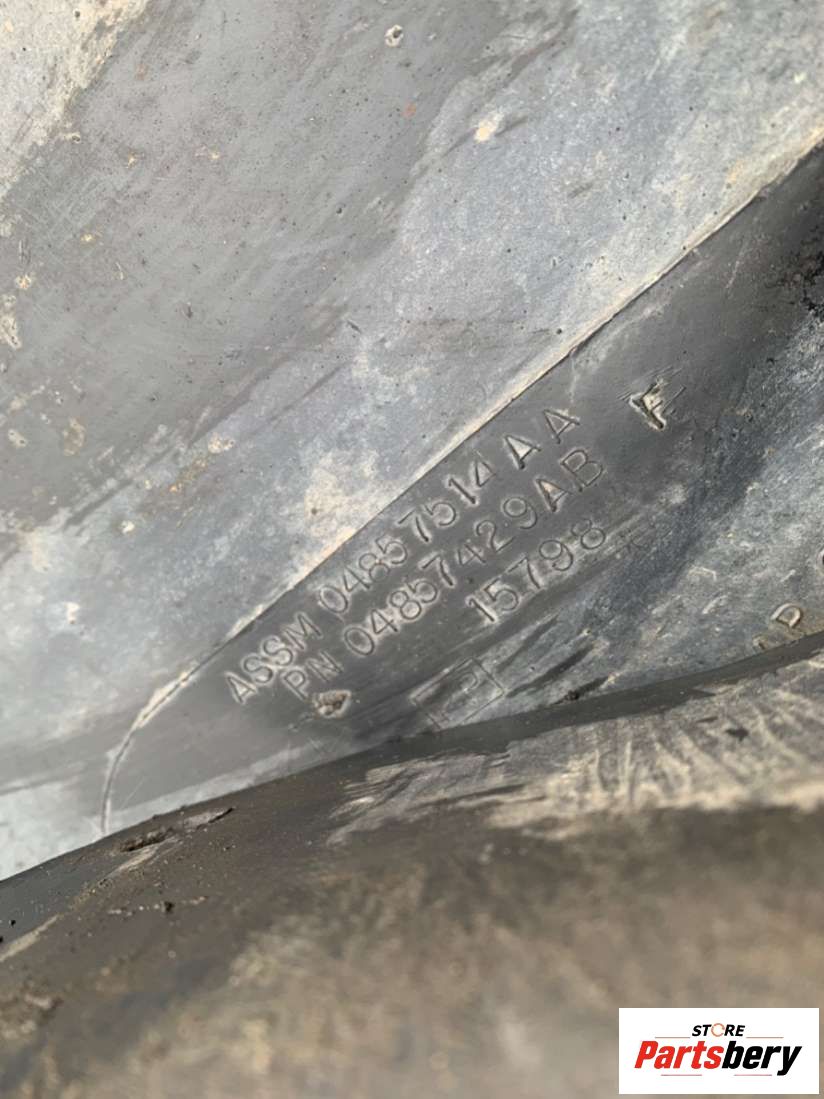 ASSM 04857514AA
PN 04857429AB
15798
F
P
D
STORE
Partsbery